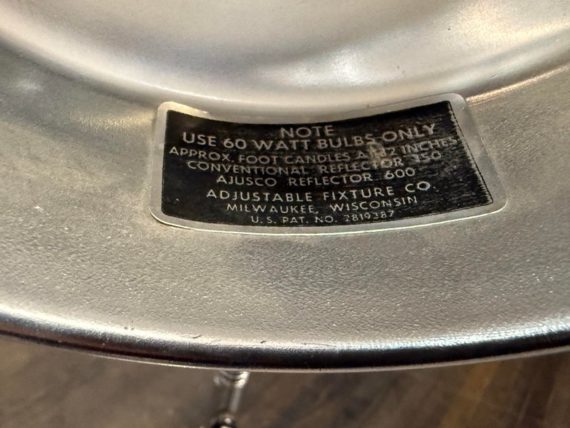 NOTE
USE 60 WATT BULBS ONLY
APPROX. FOOT CANDLES AT 12 INCHES
CONVENTIONAL REFLECTOR 350
AJUSCO REFLECTOR 600
ADJUSTABLE FIXTURE CO.
MILWAUKEE, WISCONSIN
U.S. PAT. NO. 2819387